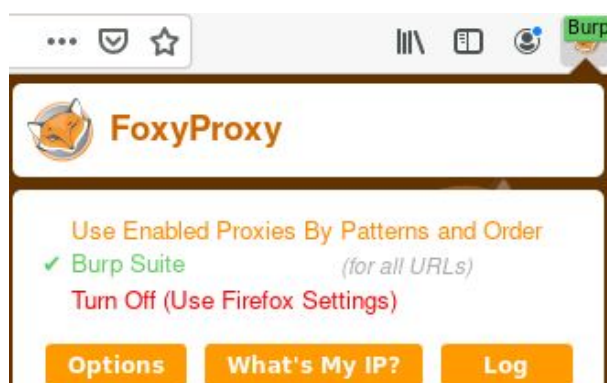 Burp
FoxyProxy
Use Enabled Proxies By Patterns and Order
✔ Burp Suite (for all URLs)
Turn Off (Use Firefox Settings)
Options What's My IP? Log